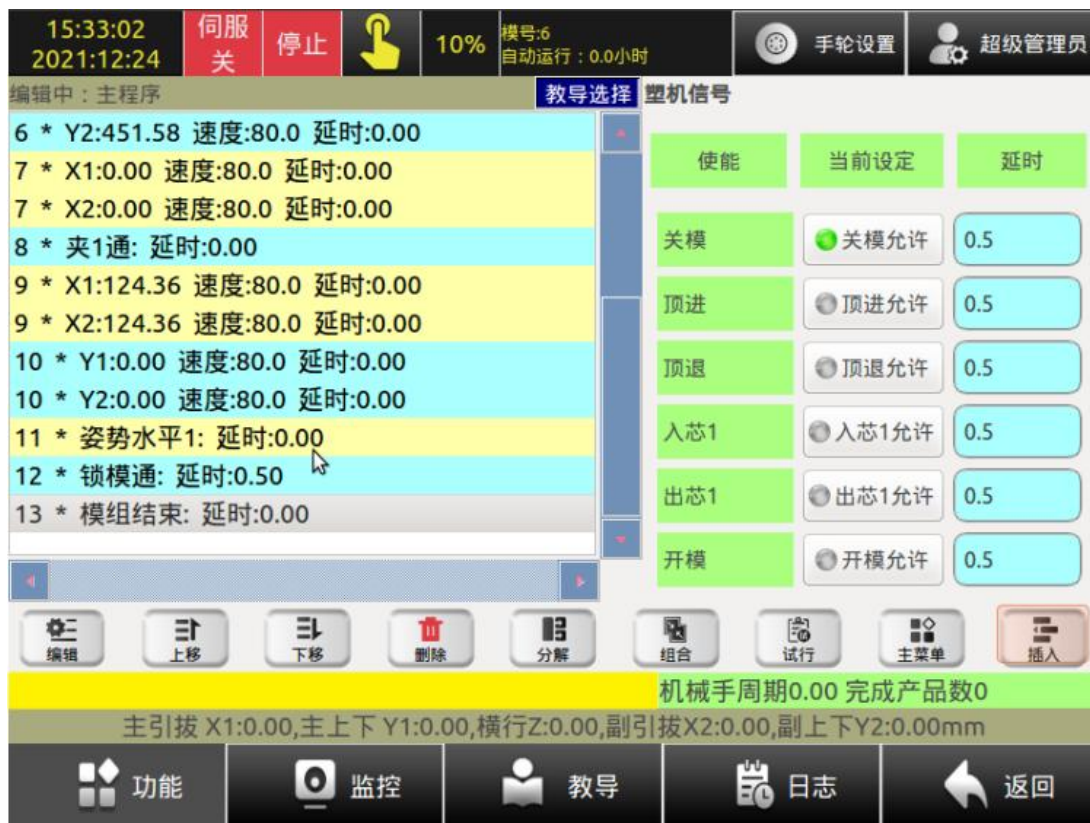 15:33:02
2021:12:24
伺服
关
停止
10%
模号:6
自动运行：0.0小时
手轮设置
超级管理员
编辑中：主程序
教导选择
塑机信号
6 * Y2:451.58 速度:80.0 延时:0.00
7 * X1:0.00 速度:80.0 延时:0.00
7 * X2:0.00 速度:80.0 延时:0.00
8 * 夹1通: 延时:0.00
9 * X1:124.36 速度:80.0 延时:0.00
9 * X2:124.36 速度:80.0 延时:0.00
10 * Y1:0.00 速度:80.0 延时:0.00
10 * Y2:0.00 速度:80.0 延时:0.00
11 * 姿势水平1: 延时:0.00
12 * 锁模通: 延时:0.50
13 * 模组结束: 延时:0.00
使能 当前设定 延时
关模 关模允许 0.5
顶进 顶进允许 0.5
顶退 顶退允许 0.5
入芯1 入芯1允许 0.5
出芯1 出芯1允许 0.5
开模 开模允许 0.5
编辑 上移 下移 删除 分解 组合 试行 主菜单 插入
机械手周期0.00 完成产品数0
主引拔 X1:0.00,主上下 Y1:0.00,横行Z:0.00,副引拔X2:0.00,副上下Y2:0.00mm
功能 监控 教导 日志 返回